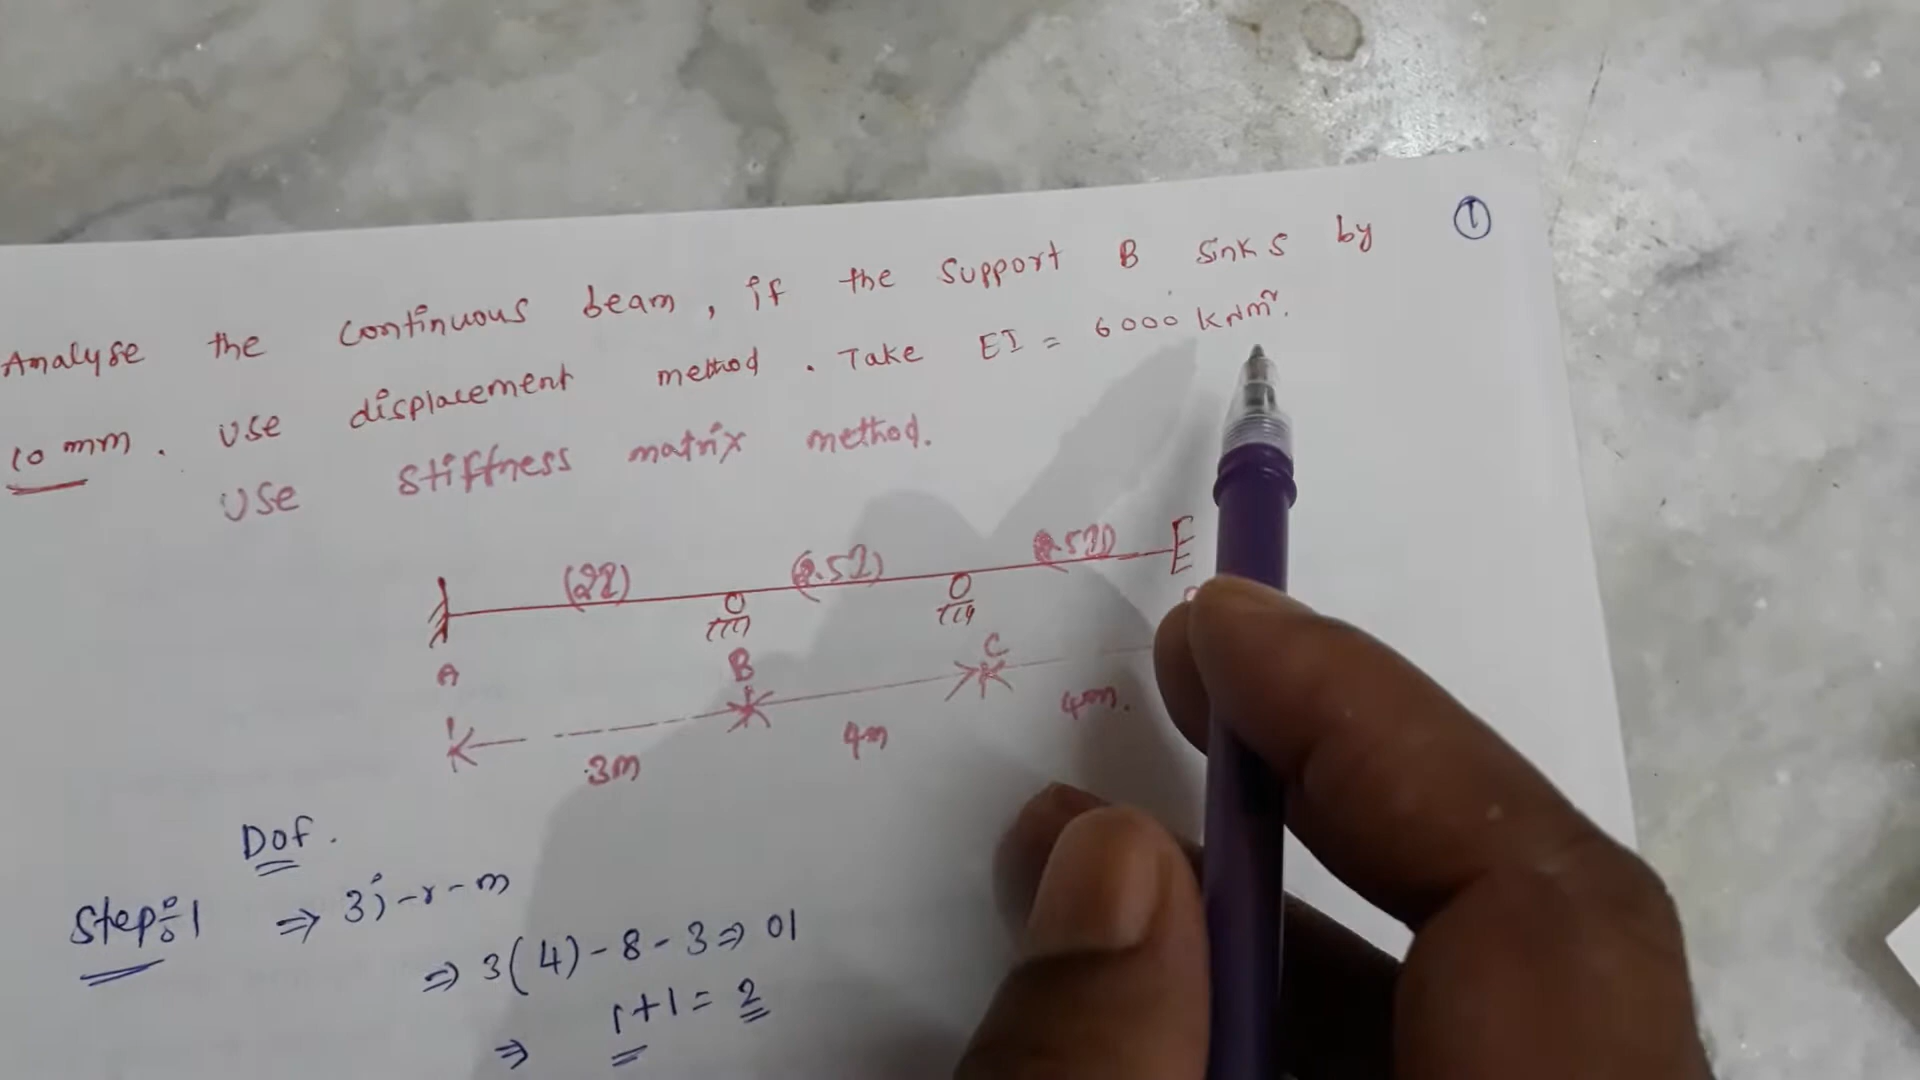 ①
Analyse the continuous beam, if the support B sinks by
10 mm. Use displacement method. Take EI = 6000 KNm².
Use stiffness matrix method.
(2I) .5I) .5I)
A B C
3m 4m 4m.
Dof.
Step:-1 ⇒ 3j-r-m
⇒ 3(4)-8-3⇒ 01
⇒ 1+1= 2